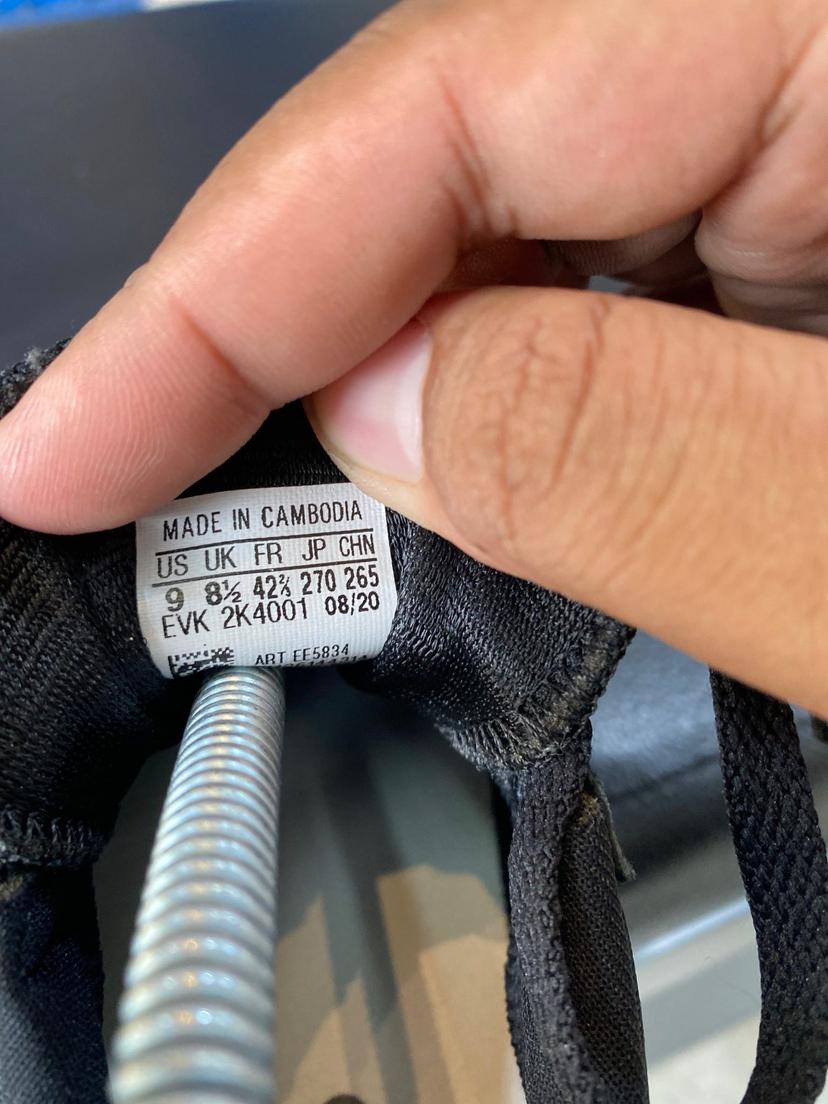 MADE IN CAMBODIA
US UK FR JP CHN
9 8½ 42⅔ 270 265
EVK 2K4001 08/20
ART EE5834